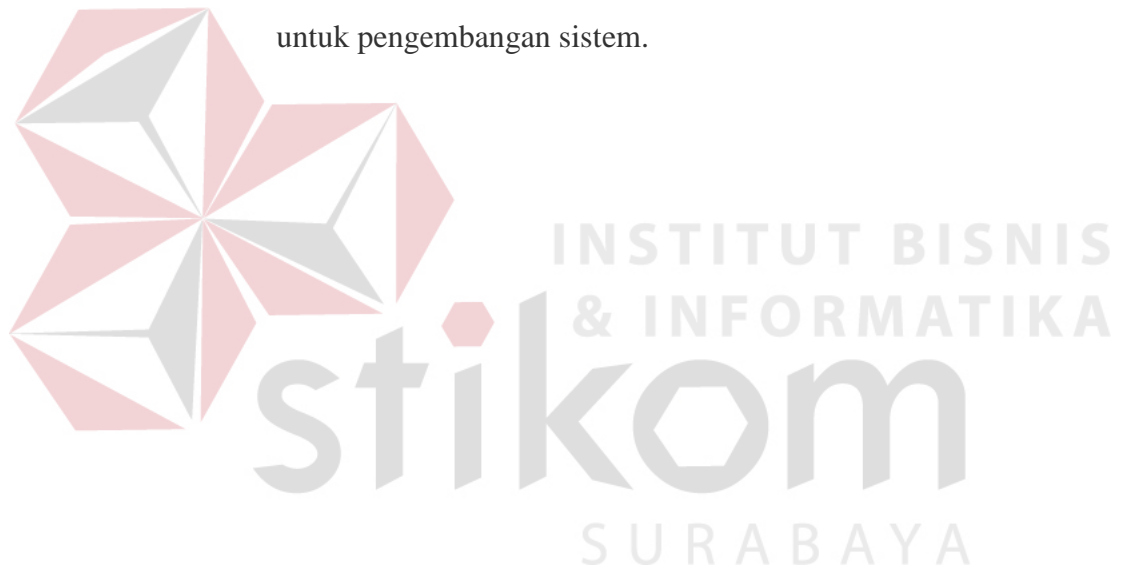 untuk pengembangan sistem.
INSTITUT BISNIS
& INFORMATIKA
stikom
SURABAYA